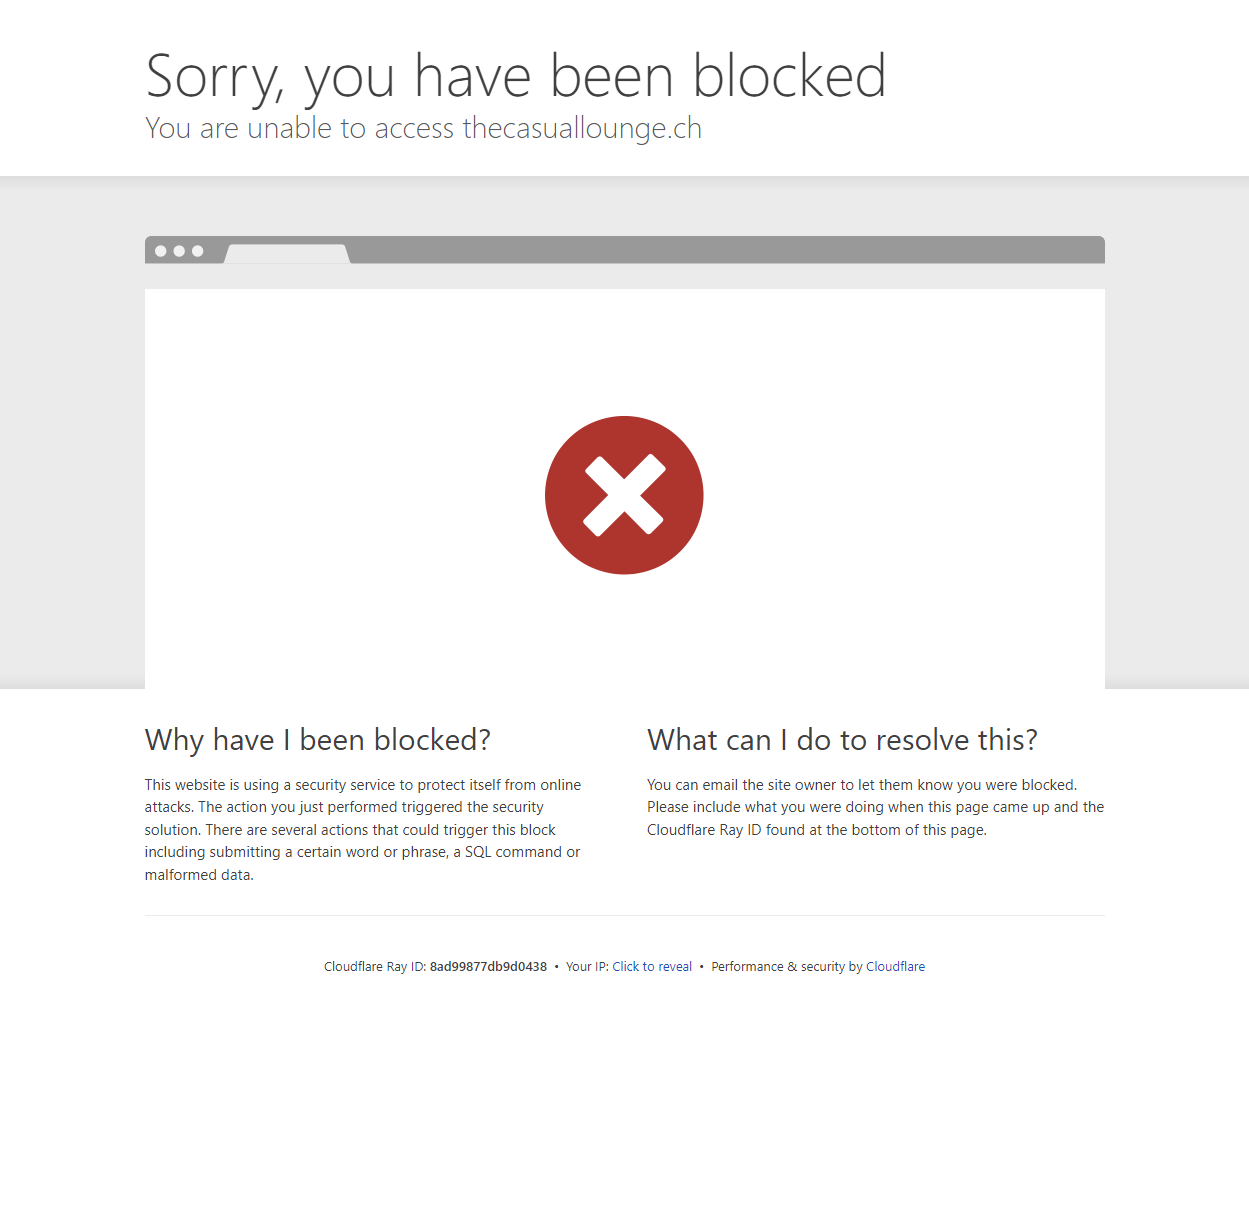 Sorry, you have been blocked
You are unable to access thecasuallounge.ch
Why have I been blocked?
This website is using a security service to protect itself from online
attacks. The action you just performed triggered the security
solution. There are several actions that could trigger this block
including submitting a certain word or phrase, a SQL command or
malformed data.
What can I do to resolve this?
You can email the site owner to let them know you were blocked.
Please include what you were doing when this page came up and the
Cloudflare Ray ID found at the bottom of this page.
Cloudflare Ray ID: 8ad99877db9d0438 • Your IP: Click to reveal • Performance & security by Cloudflare